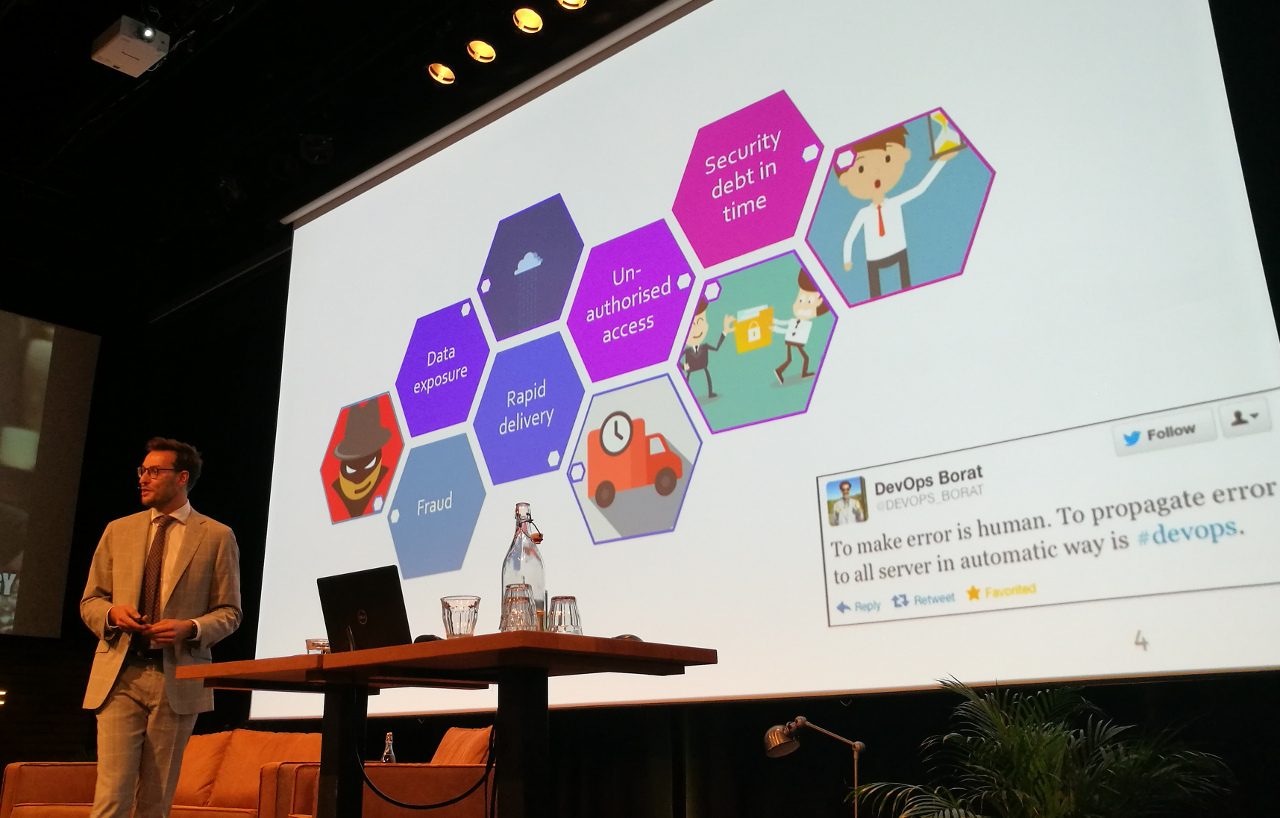 Security
debt in
time
Un-
authorised
access
Data
exposure
Rapid
delivery
Fraud
Follow
DevOps Borat
@DEVOPS_BORAT
To make error is human. To propagate error
to all server in automatic way is #devops.
Reply Retweet Favorited
4